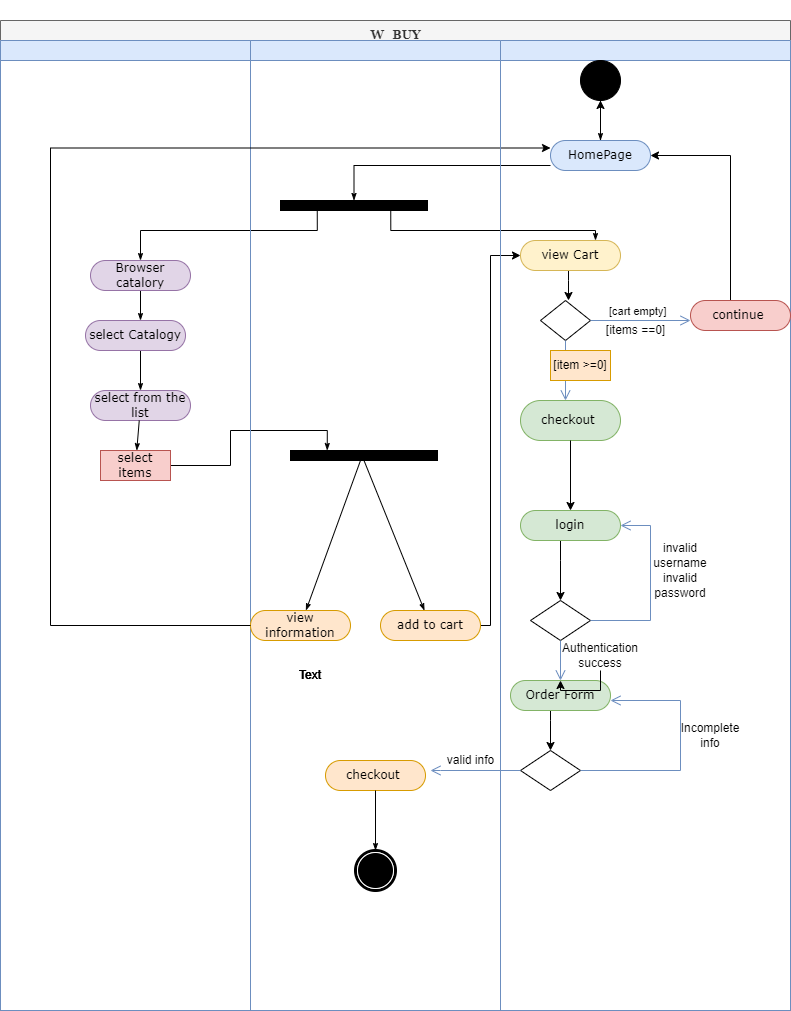 W BUY
HomePage
Browser
catalory
view Cart
[cart empty]
continue
[items ==0]
select Catalogy
[item >=0]
select from the
list
checkout
select
items
login
invalid
username
invalid
password
view
information
add to cart
Authentication
success
Text
Order Form
Incomplete
info
valid info
checkout